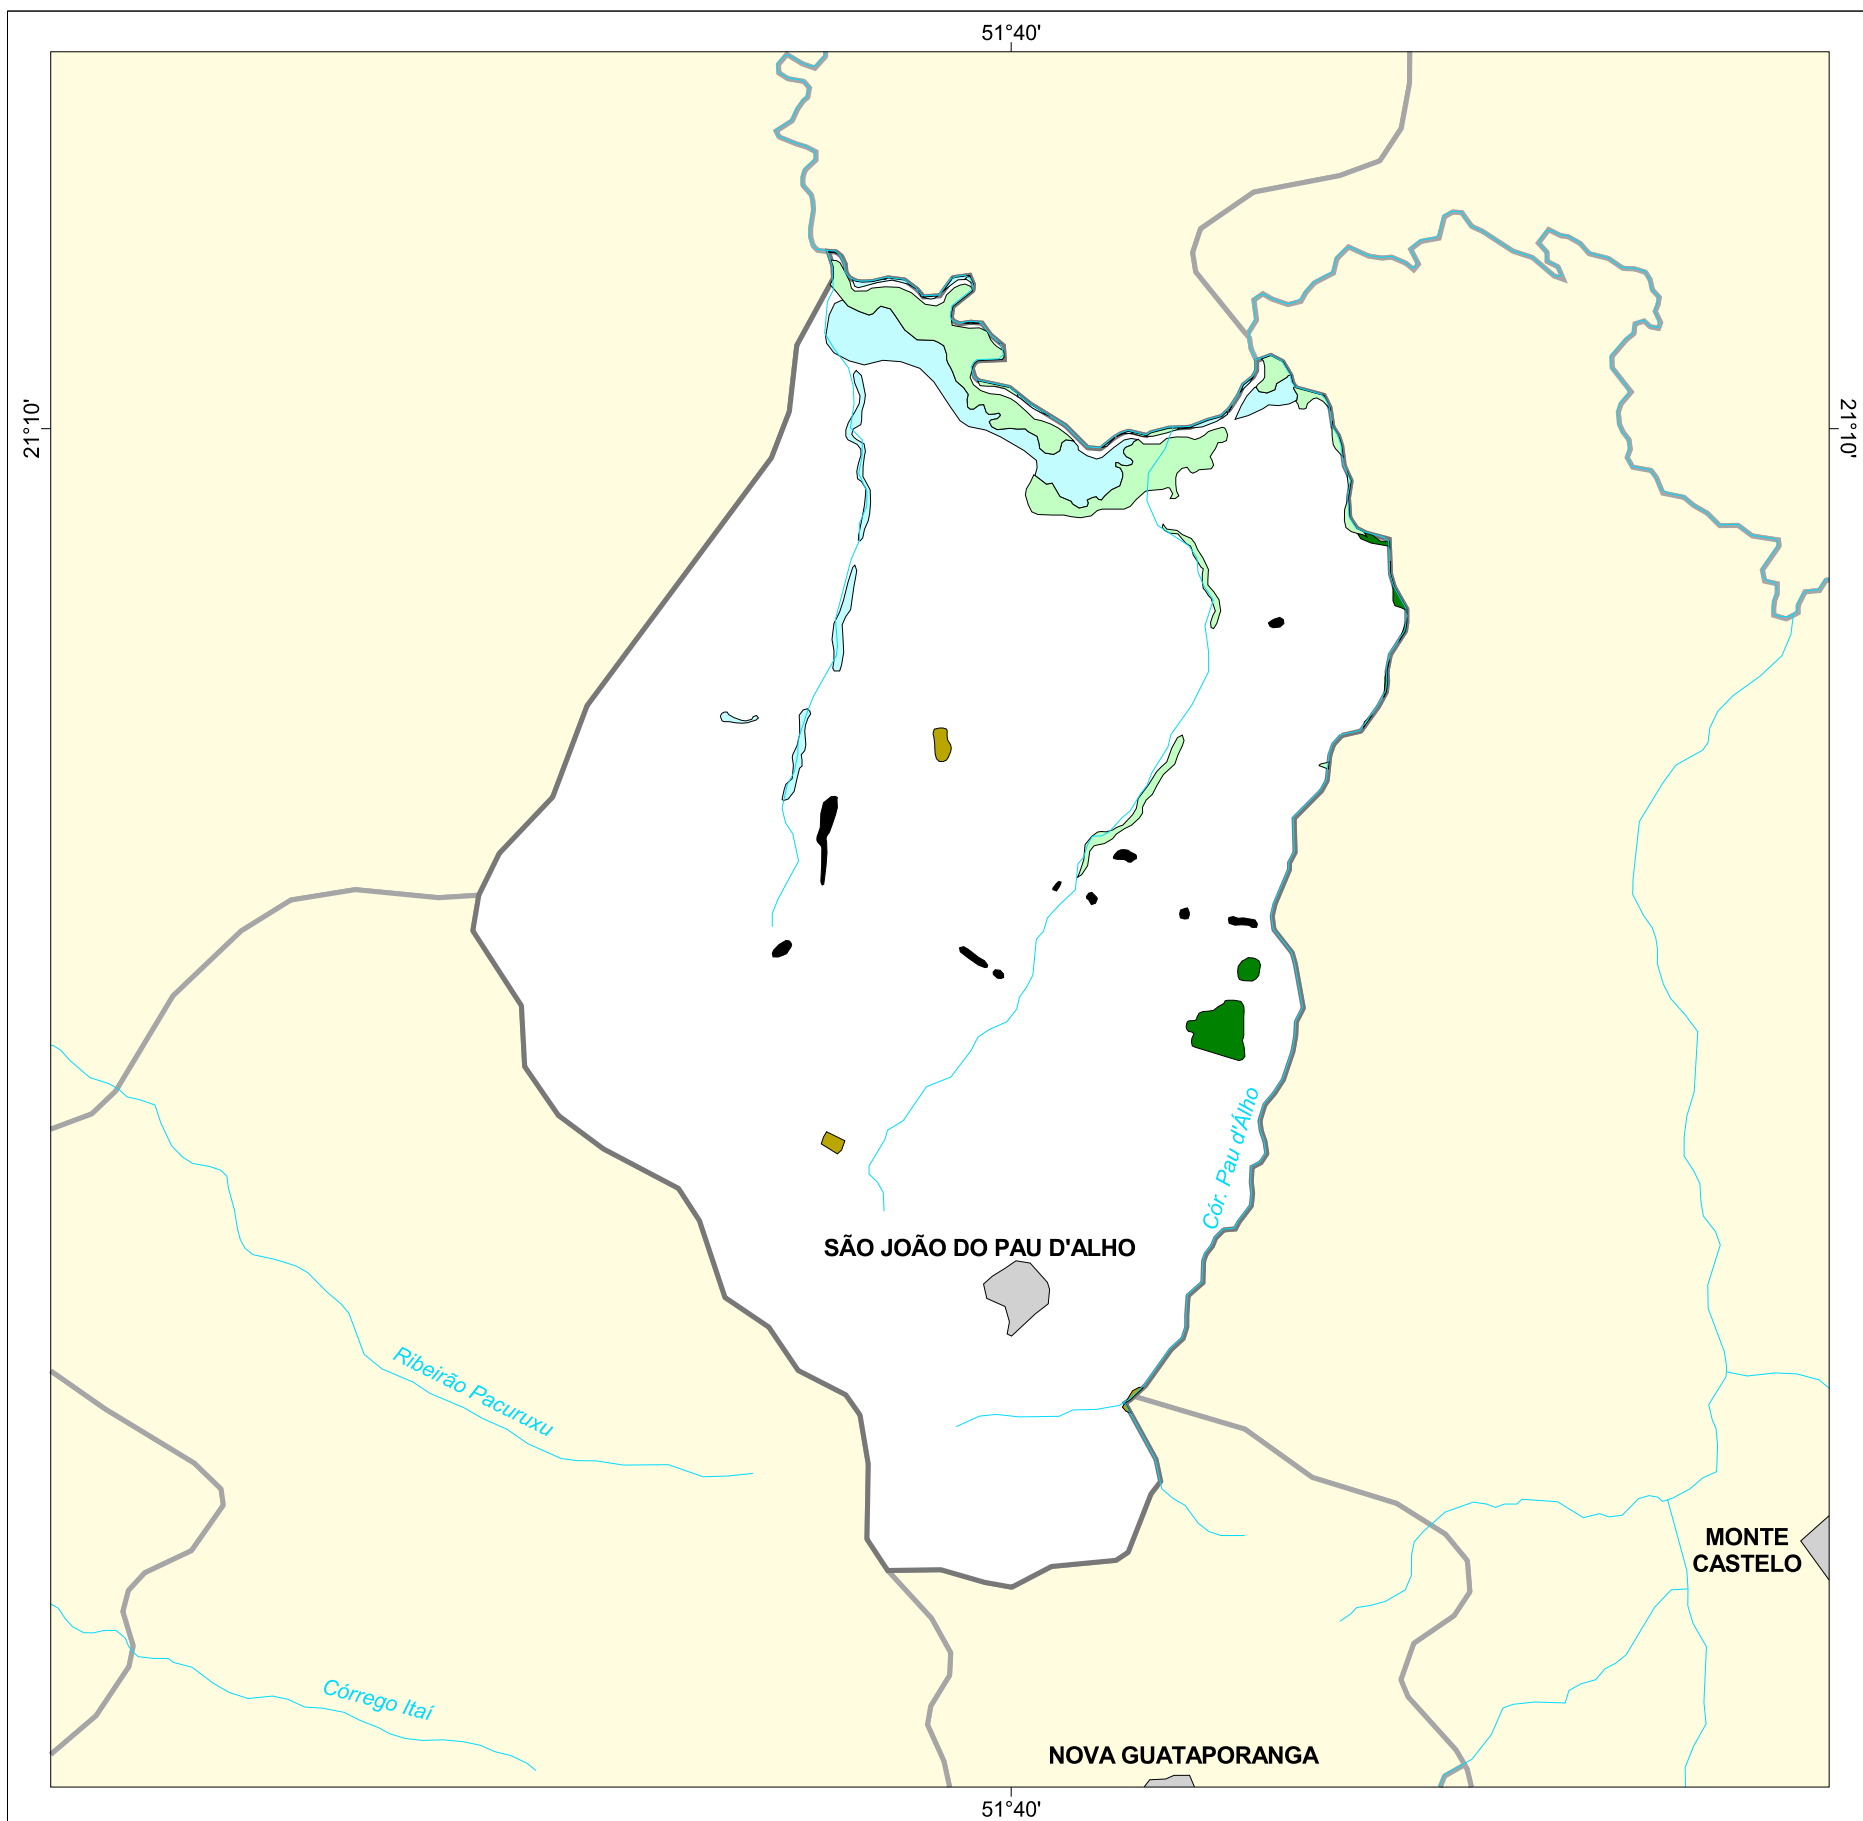 51°40'
21°10'
21°10'
Cór. Pau d'Álho
SÃO JOÃO DO PAU D'ALHO
Ribeirão Pacuruxu
MONTE
CASTELO
Córrego Itaí
NOVA GUATAPORANGA
51°40'